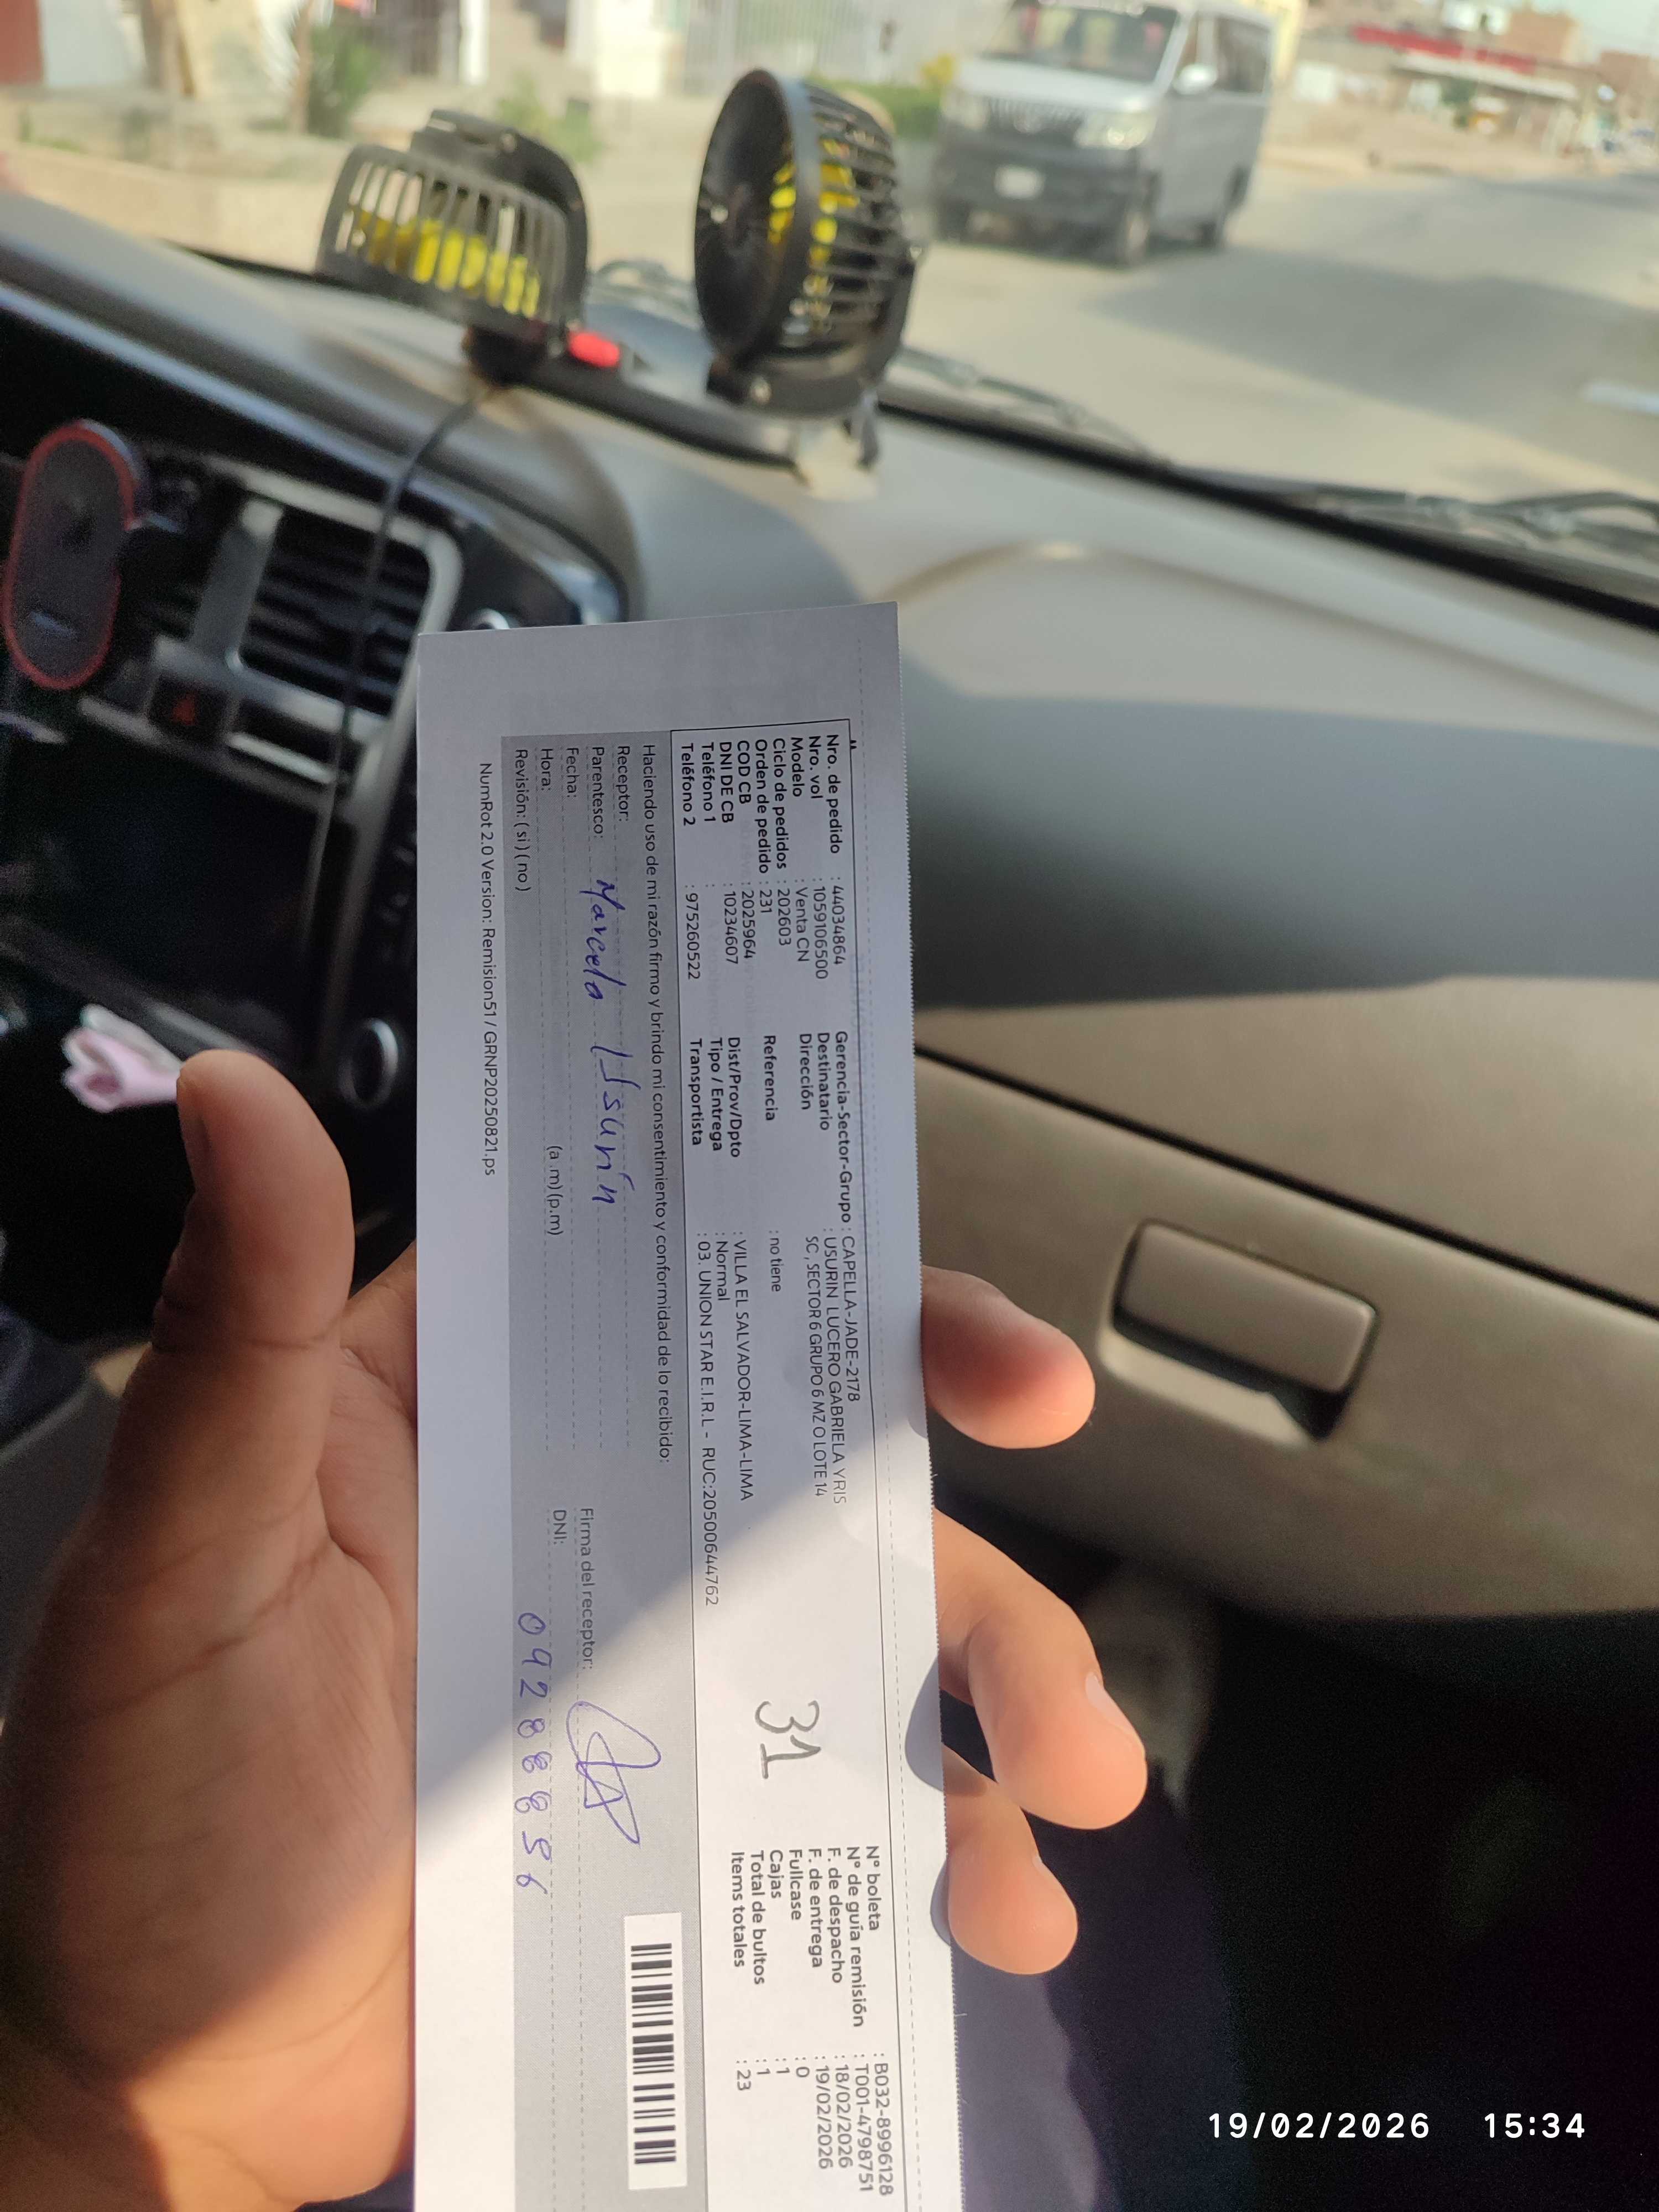 Nro. de pedido : 44034864
Nro. vol : 1059106500
Modelo : Venta CN
Ciclo de pedidos : 202603
Orden de pedido : 231
COD CB : 2025964
DNI DE CB : 10234607
Teléfono 1 :
Teléfono 2 : 975260522
Gerencia-Sector-Grupo : CAPELLA-JADE-2178
Destinatario : USURIN LUCERO GABRIELA YRIS
Dirección SC, SECTOR 6 GRUPO 6 MZ O LOTE 14
Referencia : no tiene
Dist/Prov/Dpto : VILLA EL SALVADOR-LIMA-LIMA
Tipo / Entrega : Normal
Transportista : 03. UNION STAR E.I.R.L - RUC:20500644762
31
N° boleta : B032-8996128
N° de guía remisión : T001-4798751
F. de despacho : 18/02/2026
F. de entrega : 19/02/2026
Fullcase : 0
Cajas : 1
Total de bultos : 1
Items totales : 23
Haciendo uso de mi razón firmo y brindo mi consentimiento y conformidad de lo recibido:
Receptor:
Parentesco: Marcela Usurín
Fecha:
Hora: (a .m) (p.m)
Revisión: ( si ) ( no )
Firma del receptor:
DNI: 09288856
NumRot 2.0 Version: Remision51 / GRNP20250821.ps
19/02/2026 15:34